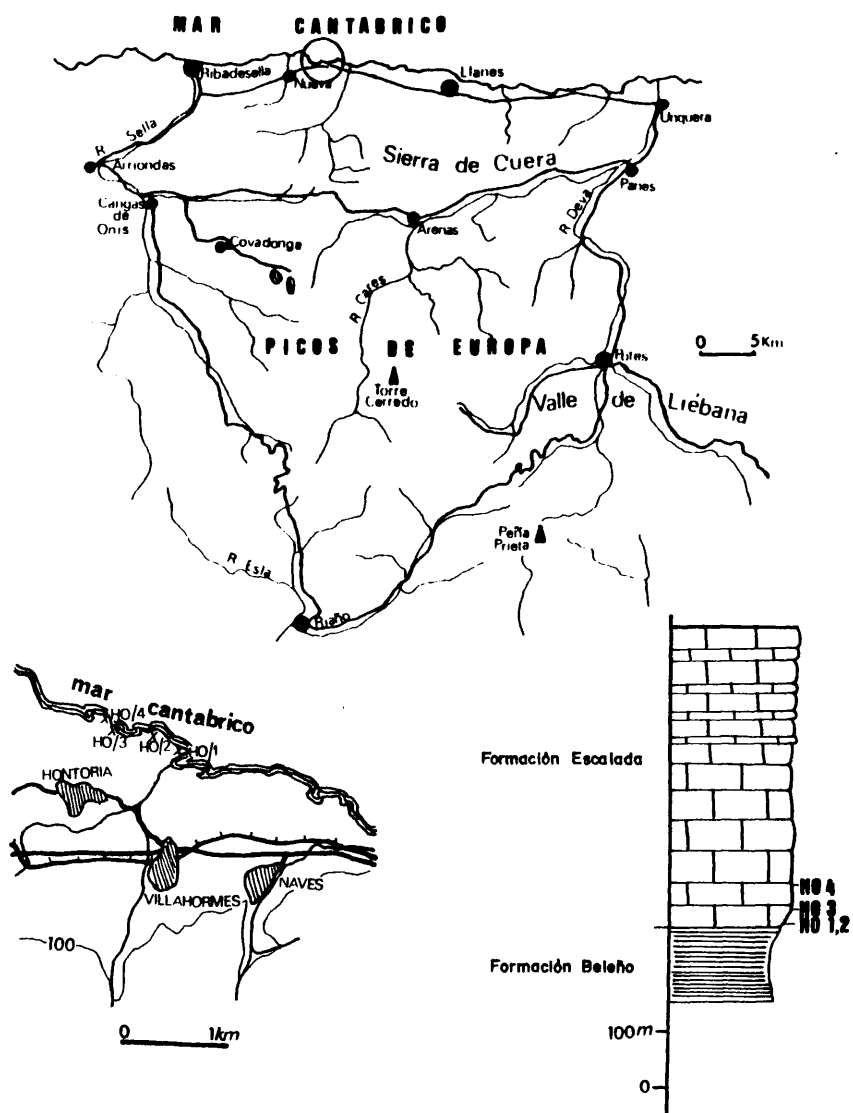 MAR CANTABRICO
Ribadesella
Nueva
Llanes
Unquera
R Sella
Arriondas
Sierra de Cuera
Panes
Cangas
de
Onís
Covadonga
Arenas
R Deva
R Cares
PICOS DE EUROPA
0 5 Km
Potes
Torre
Cerredo
Valle de Liébana
Peña
Prieta
R Esla
Riaño
mar cantabrico
HO/4
HO/3
HO/2
HO/1
HONTORIA
VILLAHORMES
NAVES
100
0 1km
Formación Escalada
HO 4
HO 3
HO 1,2
Formación Beleño
100m
0